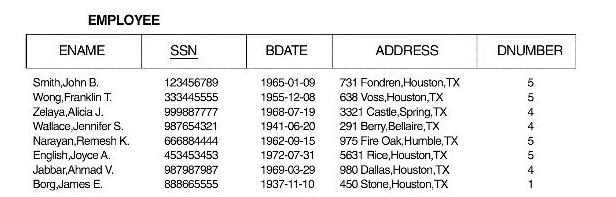 EMPLOYEE
ENAME SSN BDATE ADDRESS DNUMBER
Smith,John B. 123456789 1965-01-09 731 Fondren,Houston,TX 5
Wong,Franklin T. 333445555 1955-12-08 638 Voss,Houston,TX 5
Zelaya,Alicia J. 999887777 1968-07-19 3321 Castle,Spring,TX 4
Wallace,Jennifer S. 987654321 1941-06-20 291 Berry,Bellaire,TX 4
Narayan,Remesh K. 666884444 1962-09-15 975 Fire Oak,Humble,TX 5
English,Joyce A. 453453453 1972-07-31 5631 Rice,Houston,TX 5
Jabbar,Ahmad V. 987987987 1969-03-29 980 Dallas,Houston,TX 4
Borg,James E. 888665555 1937-11-10 450 Stone,Houston,TX 1